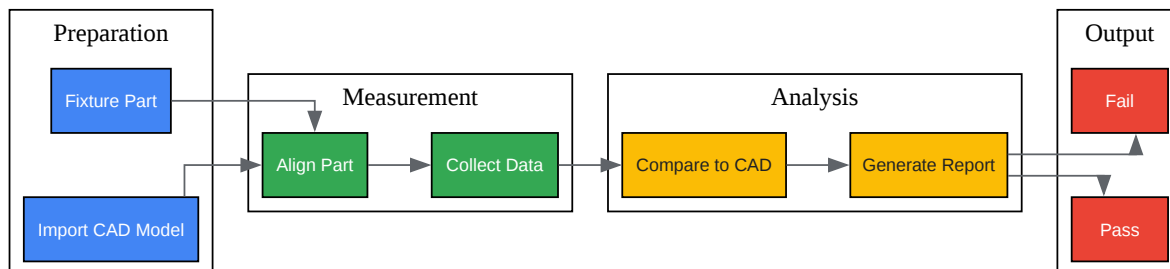 Preparation
Fixture Part
Import CAD Model
Measurement
Align Part
Collect Data
Analysis
Compare to CAD
Generate Report
Output
Fail
Pass